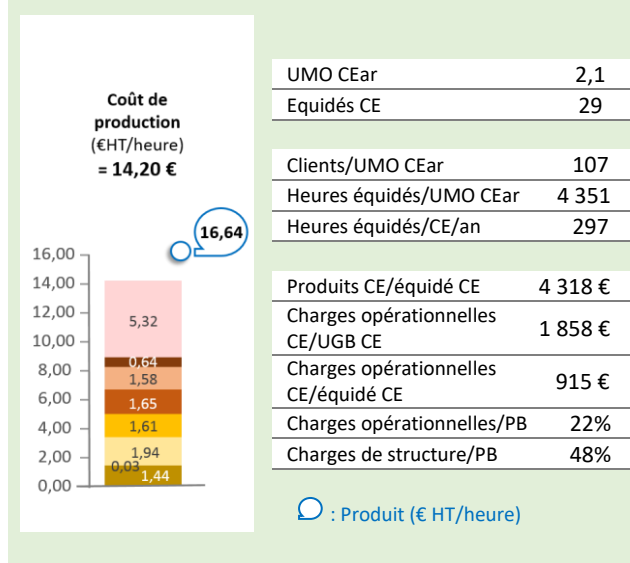 Coût de
production
(€HT/heure)
= 14,20 €
16,64
16,00
14,00
12,00
10,00
8,00
6,00
4,00
2,00
0,00
5,32
0,64
1,58
1,65
1,61
1,94
0,03
1,44
UMO CEar 2,1
Equidés CE 29
Clients/UMO CEar 107
Heures équidés/UMO CEar 4 351
Heures équidés/CE/an 297
Produits CE/équidé CE 4 318 €
Charges opérationnelles
CE/UGB CE 1 858 €
Charges opérationnelles
CE/équidé CE 915 €
Charges opérationnelles/PB 22%
Charges de structure/PB 48%
: Produit (€ HT/heure)